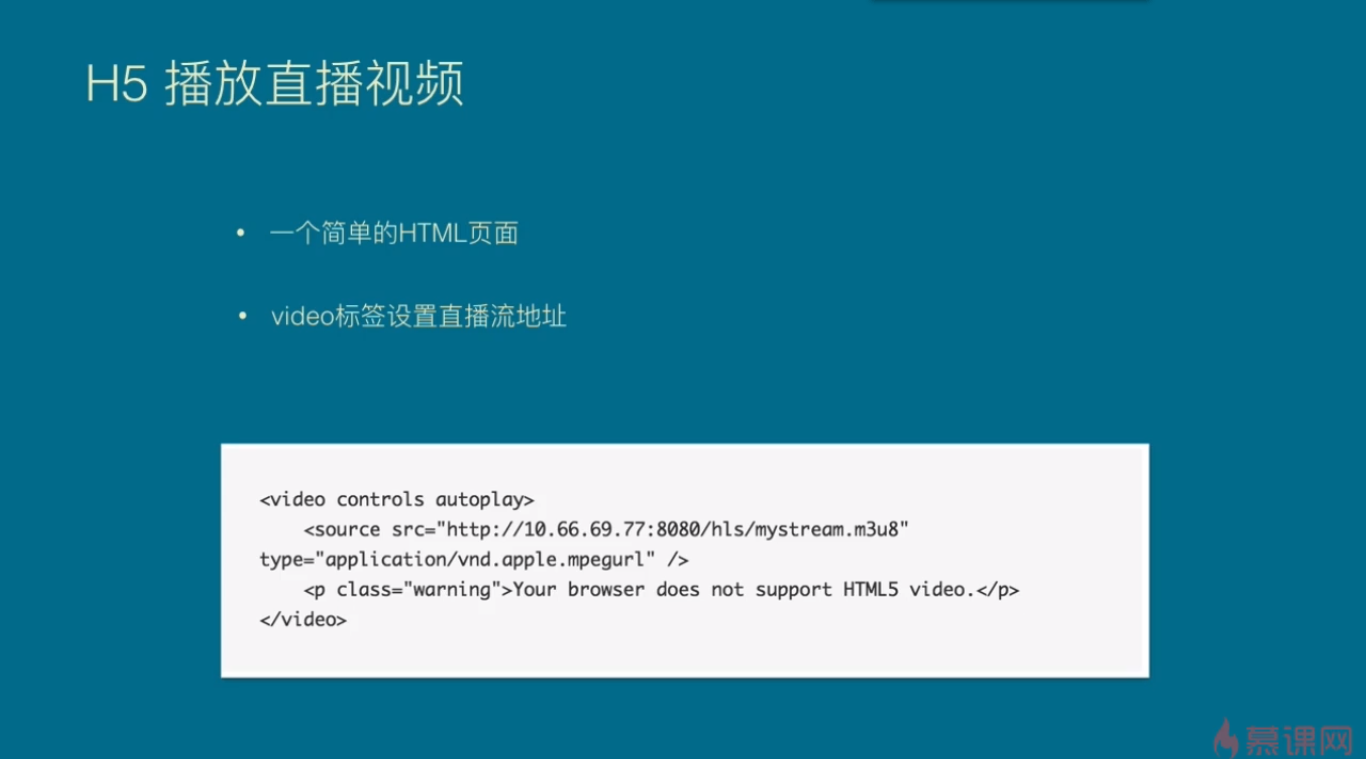 H5 播放直播视频
• 一个简单的HTML页面
• video标签设置直播流地址
<video controls autoplay>
    <source src="http://10.66.69.77:8080/hls/mystream.m3u8"
type="application/vnd.apple.mpegurl" />
    <p class="warning">Your browser does not support HTML5 video.</p>
</video>
慕课网